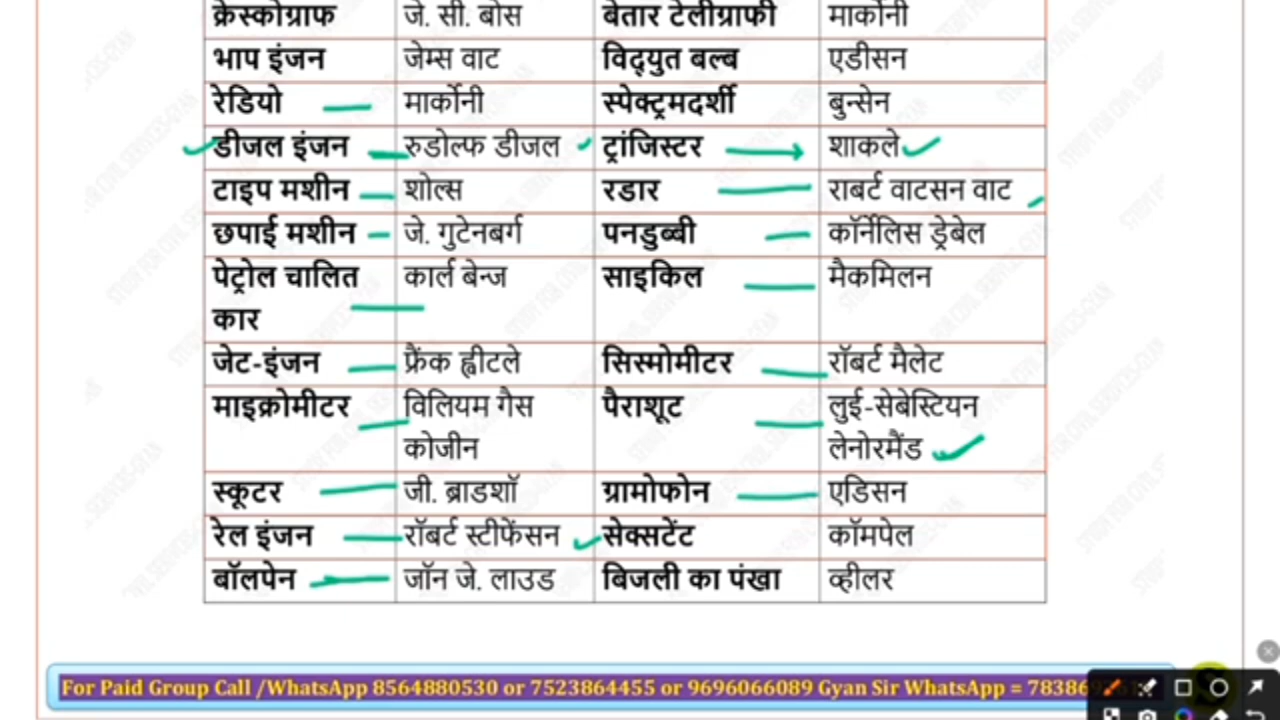 क्रेस्कोग्राफ जे. सी. बोस बेतार टेलीग्राफी मार्कोनी
भाप इंजन जेम्स वाट विद्युत बल्ब एडीसन
रेडियो मार्कोनी स्पेक्ट्रमदर्शी बुन्सेन
डीजल इंजन रुडोल्फ डीजल ट्रांजिस्टर शाकले
टाइप मशीन शोल्स रडार राबर्ट वाटसन वाट
छपाई मशीन जे. गुटेनबर्ग पनडुब्बी कॉर्नेलिस ड्रेबेल
पेट्रोल चालित कार्ल बेन्ज साइकिल मैकमिलन
कार
जेट-इंजन फ्रैंक ह्वीटले सिस्मोमीटर रॉबर्ट मैलेट
माइक्रोमीटर विलियम गैस पैराशूट लुई-सेबेस्टियन
कोजीन लेनोरमैंड
स्कूटर जी. ब्राडशॉ ग्रामोफोन एडिसन
रेल इंजन रॉबर्ट स्टीफेंसन सेक्सटेंट कॉमपेल
बॉलपेन जॉन जे. लाउड बिजली का पंखा व्हीलर
For Paid Group Call /WhatsApp 8564880530 or 7523864455 or 9696066089 Gyan Sir WhatsApp =